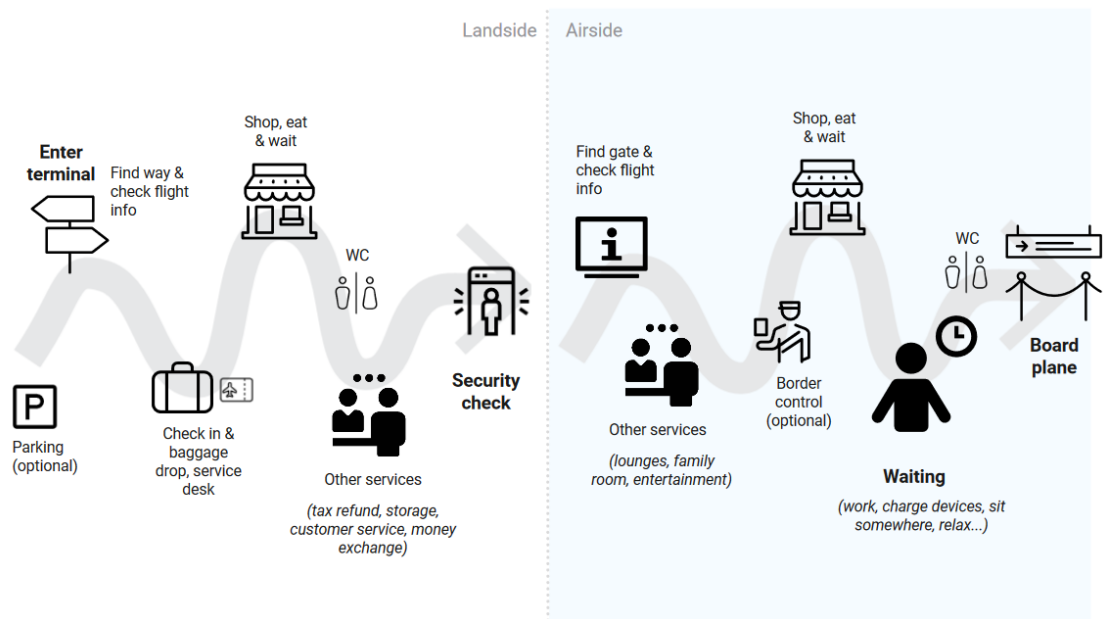 Landside
Airside
Enter
terminal
Find way &
check flight
info
Shop, eat
& wait
WC
P
Parking
(optional)
Check in &
baggage
drop, service
desk
Other services
(tax refund, storage,
customer service, money
exchange)
Security
check
Find gate &
check flight
info
i
Shop, eat
& wait
Other services
(lounges, family
room, entertainment)
Border
control
(optional)
WC
Waiting
(work, charge devices, sit
somewhere, relax...)
Board
plane